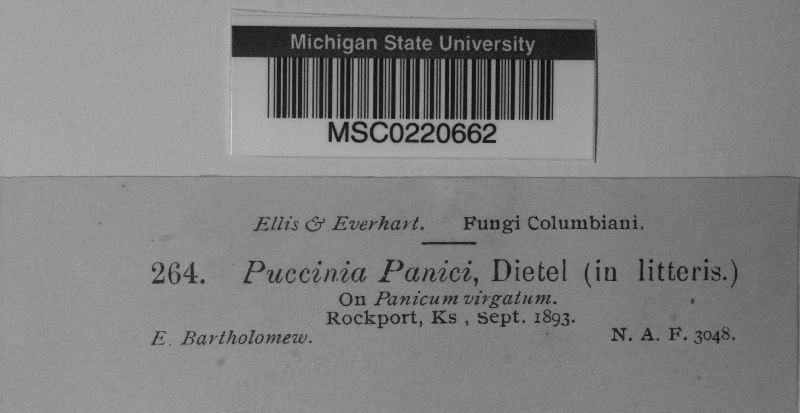 Michigan State University
MSC0220662
Ellis & Everhart. Fungi Columbiani.
264. Puccinia Panici, Dietel (in litteris.)
On Panicum virgatum.
Rockport, Ks , Sept. 1893.
E. Bartholomew. N. A. F. 3048.